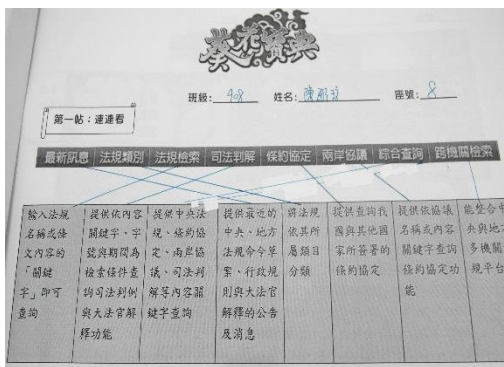 葵花寶典
班級: 408 姓名: 陳 座號: 8
第一帖：連連看
最新訊息 法規類別 法規檢索 司法判解 條約協定 兩岸協議 綜合查詢 跨機關檢索
輸入法規
名稱或條
文內容的
「關鍵
字」即可
查詢
提供依內容
關鍵字、字
號與期間為
檢索條件查
詢司法判例
與大法官解
釋功能
提供中央法
規、條約協
定、兩岸協
議、司法判
解等內容關
鍵字查詢
提供最近的
中央、地方
法規命令草
案、行政規
則與大法官
解釋的公告
及消息
將法規
依其所
屬類目
分類
提供查詢我
國與其他國
家所簽署的
條約協定
提供依協議
名稱或內容
關鍵字查詢
條約協定功
能
能整合中
央與地方
多機關
規平台